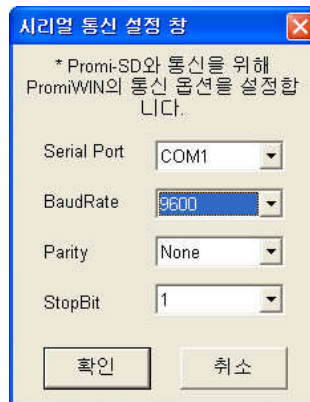 시리얼 통신 설정 창
* Promi-SD와 통신을 위해
PromiWIN의 통신 옵션을 설정합
니다.
Serial Port COM1
BaudRate 9600
Parity None
StopBit 1
확인 취소